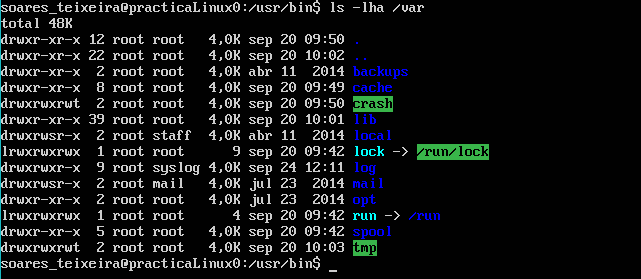 soares_teixeira@practicaLinux0:/usr/bin$ ls -lha /var
total 48K
drwxr-xr-x 12 root root   4,0K sep 20 09:50 .
drwxr-xr-x 22 root root   4,0K sep 20 10:02 ..
drwxr-xr-x  2 root root   4,0K abr 11  2014 backups
drwxr-xr-x  8 root root   4,0K sep 20 09:49 cache
drwxrwxrwt  2 root root   4,0K sep 20 09:50 crash
drwxr-xr-x 39 root root   4,0K sep 20 10:01 lib
drwxrwsr-x  2 root staff  4,0K abr 11  2014 local
lrwxrwxrwx  1 root root      9 sep 20 09:42 lock -> /run/lock
drwxrwxr-x  9 root syslog 4,0K sep 24 12:11 log
drwxrwsr-x  2 root mail   4,0K jul 23  2014 mail
drwxr-xr-x  2 root root   4,0K jul 23  2014 opt
lrwxrwxrwx  1 root root      4 sep 20 09:42 run -> /run
drwxr-xr-x  5 root root   4,0K sep 20 09:42 spool
drwxrwxrwt  2 root root   4,0K sep 20 10:03 tmp
soares_teixeira@practicaLinux0:/usr/bin$ _